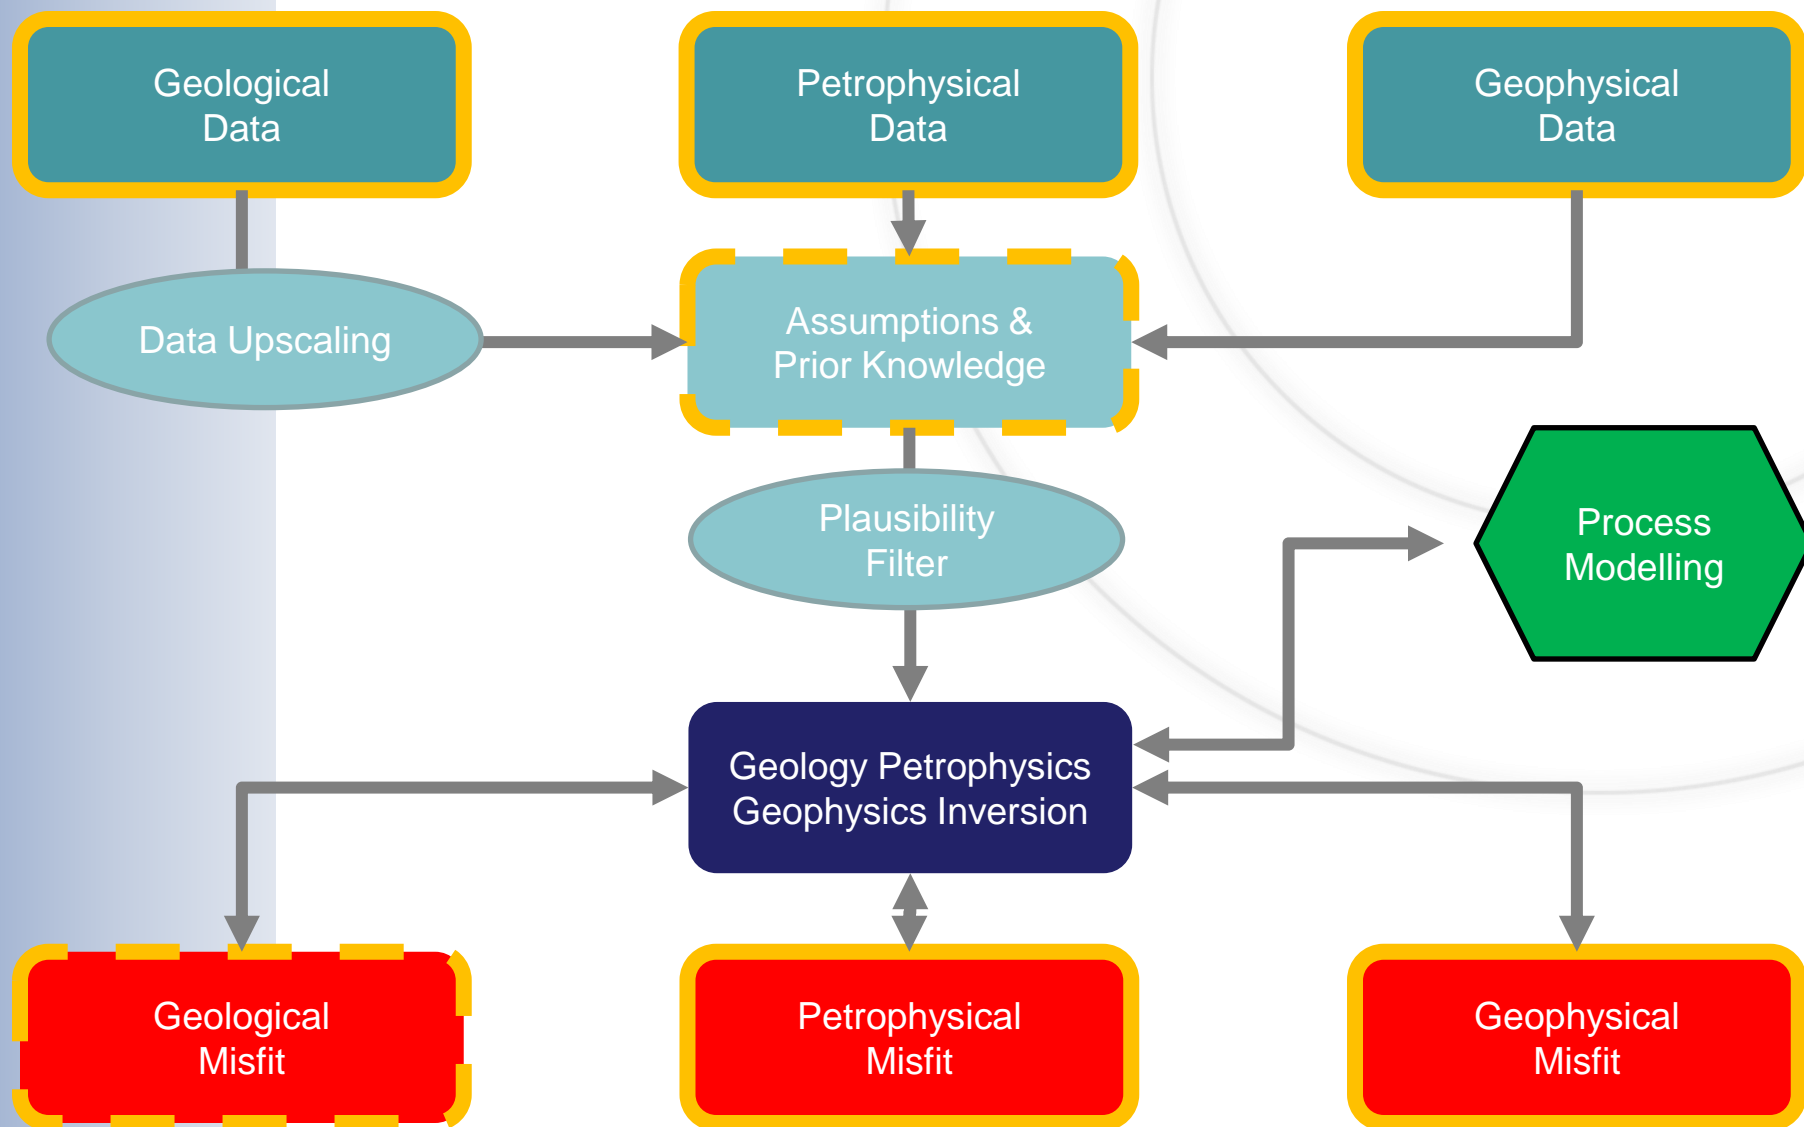 Geological
Data
Petrophysical
Data
Geophysical
Data
Data Upscaling
Assumptions &
Prior Knowledge
Plausibility
Filter
Process
Modelling
Geology Petrophysics
Geophysics Inversion
Geological
Misfit
Petrophysical
Misfit
Geophysical
Misfit